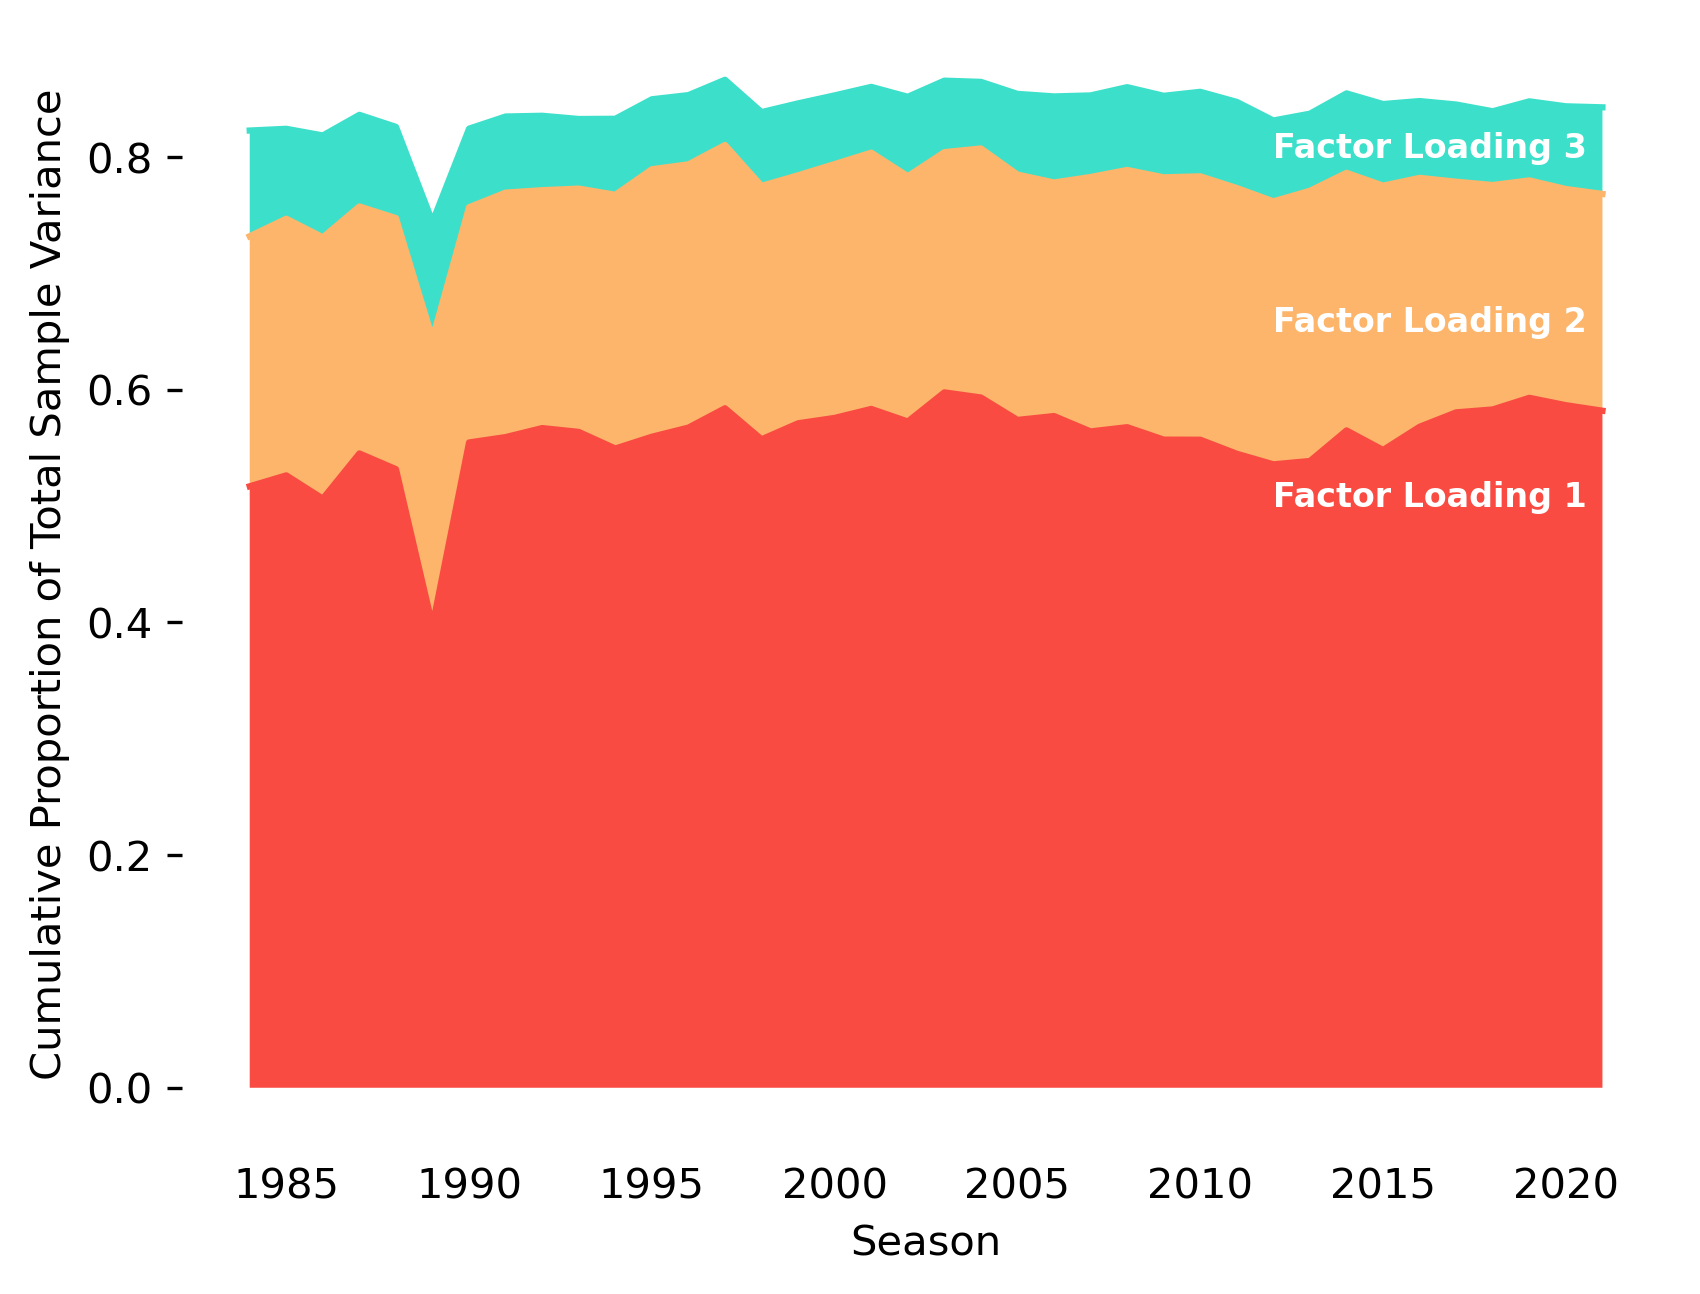 Cumulative Proportion of Total Sample Variance
0.8
0.6
0.4
0.2
0.0
Factor Loading 3
Factor Loading 2
Factor Loading 1
1985 1990 1995 2000 2005 2010 2015 2020
Season